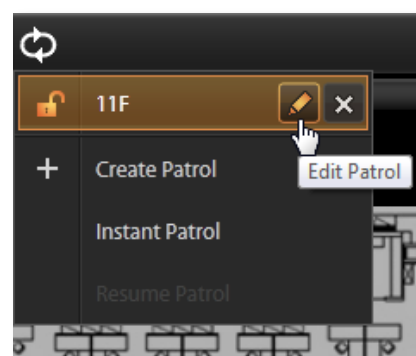 11F
Create Patrol
Edit Patrol
Instant Patrol
Resume Patrol